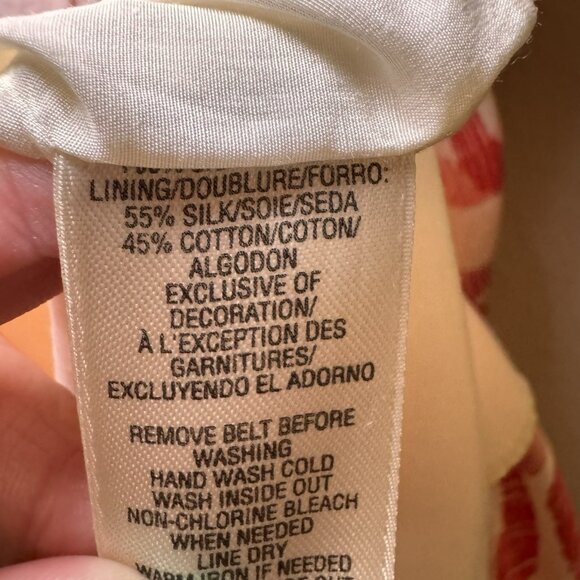 LINING/DOUBLURE/FORRO:
55% SILK/SOIE/SEDA
45% COTTON/COTON/
ALGODON
EXCLUSIVE OF
DECORATION/
À L'EXCEPTION DES
GARNITURES/
EXCLUYENDO EL ADORNO
REMOVE BELT BEFORE
WASHING
HAND WASH COLD
WASH INSIDE OUT
NON-CHLORINE BLEACH
WHEN NEEDED
LINE DRY
WARM IRON IF NEEDED